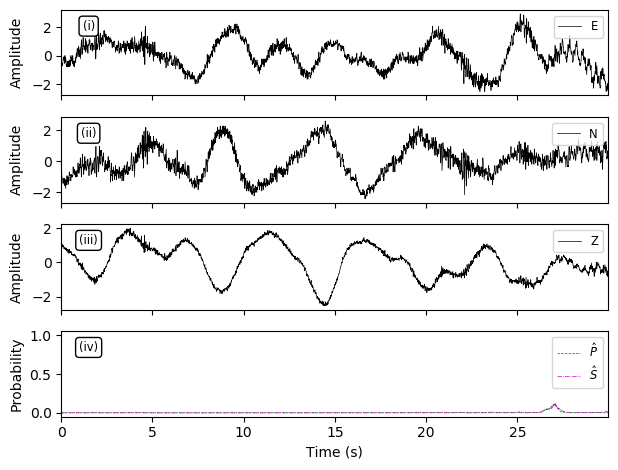 (i)
E
Amplitude
2
0
−2
(ii)
N
Amplitude
2
0
−2
(iii)
Z
Amplitude
2
0
−2
(iv)
P̂
Ŝ
Probability
1.0
0.5
0.0
0 5 10 15 20 25
Time (s)